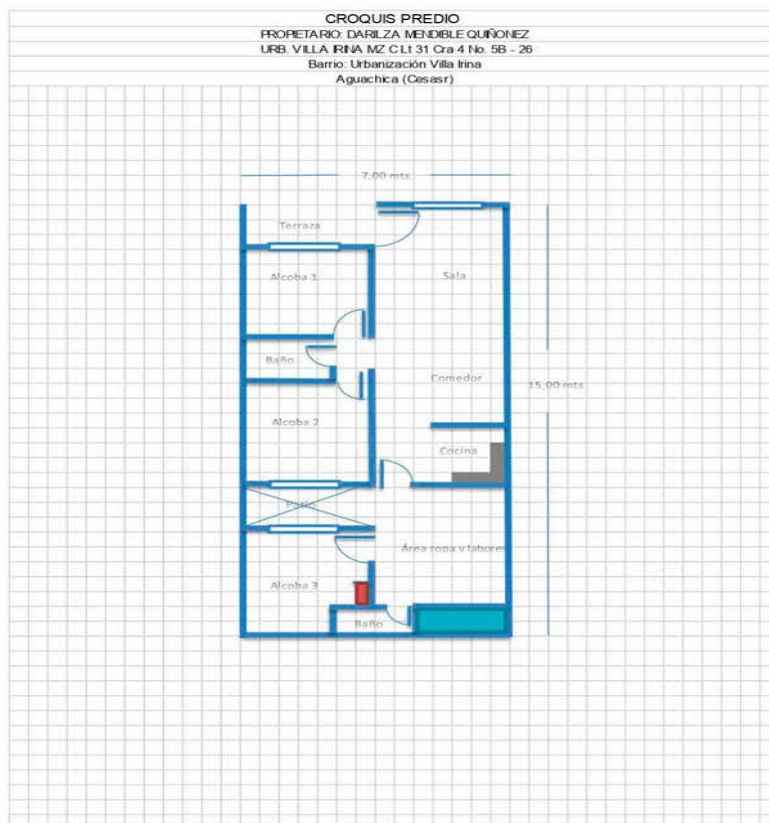 CROQUIS PREDIO
PROPIETARIO: DARILZA MENDIBLE QUIÑONEZ
URB. VILLA IRINA MZ C Lt 31 Cra 4 No. 5B - 26
Barrio: Urbanización Villa Irina
Aguachica (Cesasr)
7,00 mts
Terraza
Alcoba 1
Sala
Baño
Comedor
15,00 mts
Alcoba 2
Cocina
Patio
Área ropa y labores
Alcoba 3
Baño